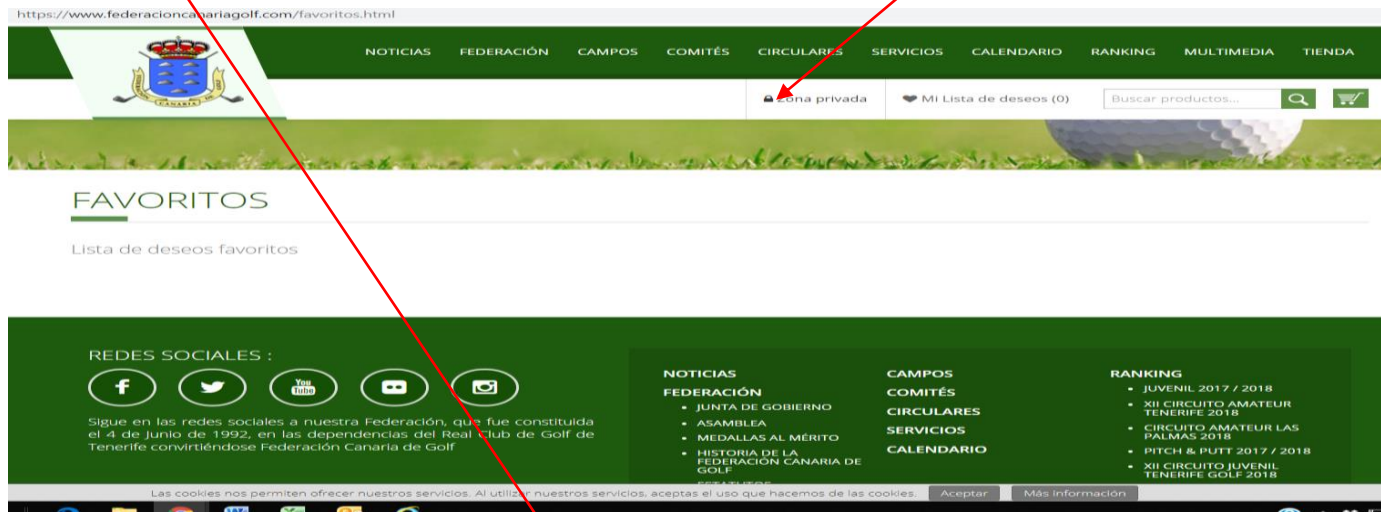 https://www.federacioncanariagolf.com/favoritos.html
NOTICIAS FEDERACIÓN CAMPOS COMITÉS CIRCULARES SERVICIOS CALENDARIO RANKING MULTIMEDIA TIENDA
CANARIA
Zona privada Mi Lista de deseos (0) Buscar productos...
FAVORITOS
Lista de deseos favoritos
REDES SOCIALES :
You Tube
Sigue en las redes sociales a nuestra Federación, que fue constituida
el 4 de Junio de 1992, en las dependencias del Real Club de Golf de
Tenerife convirtiéndose Federación Canaria de Golf
NOTICIAS
FEDERACIÓN
JUNTA DE GOBIERNO
ASAMBLEA
MEDALLAS AL MÉRITO
HISTORIA DE LA
FEDERACIÓN CANARIA DE
GOLF
ESTATUTOS
CAMPOS
COMITÉS
CIRCULARES
SERVICIOS
CALENDARIO
RANKING
JUVENIL 2017 / 2018
XII CIRCUITO AMATEUR
TENERIFE 2018
CIRCUITO AMATEUR LAS
PALMAS 2018
PITCH & PUTT 2017 / 2018
XII CIRCUITO JUVENIL
TENERIFE GOLF 2018
Las cookies nos permiten ofrecer nuestros servicios. Al utilizar nuestros servicios, aceptas el uso que hacemos de las cookies. Aceptar Más información